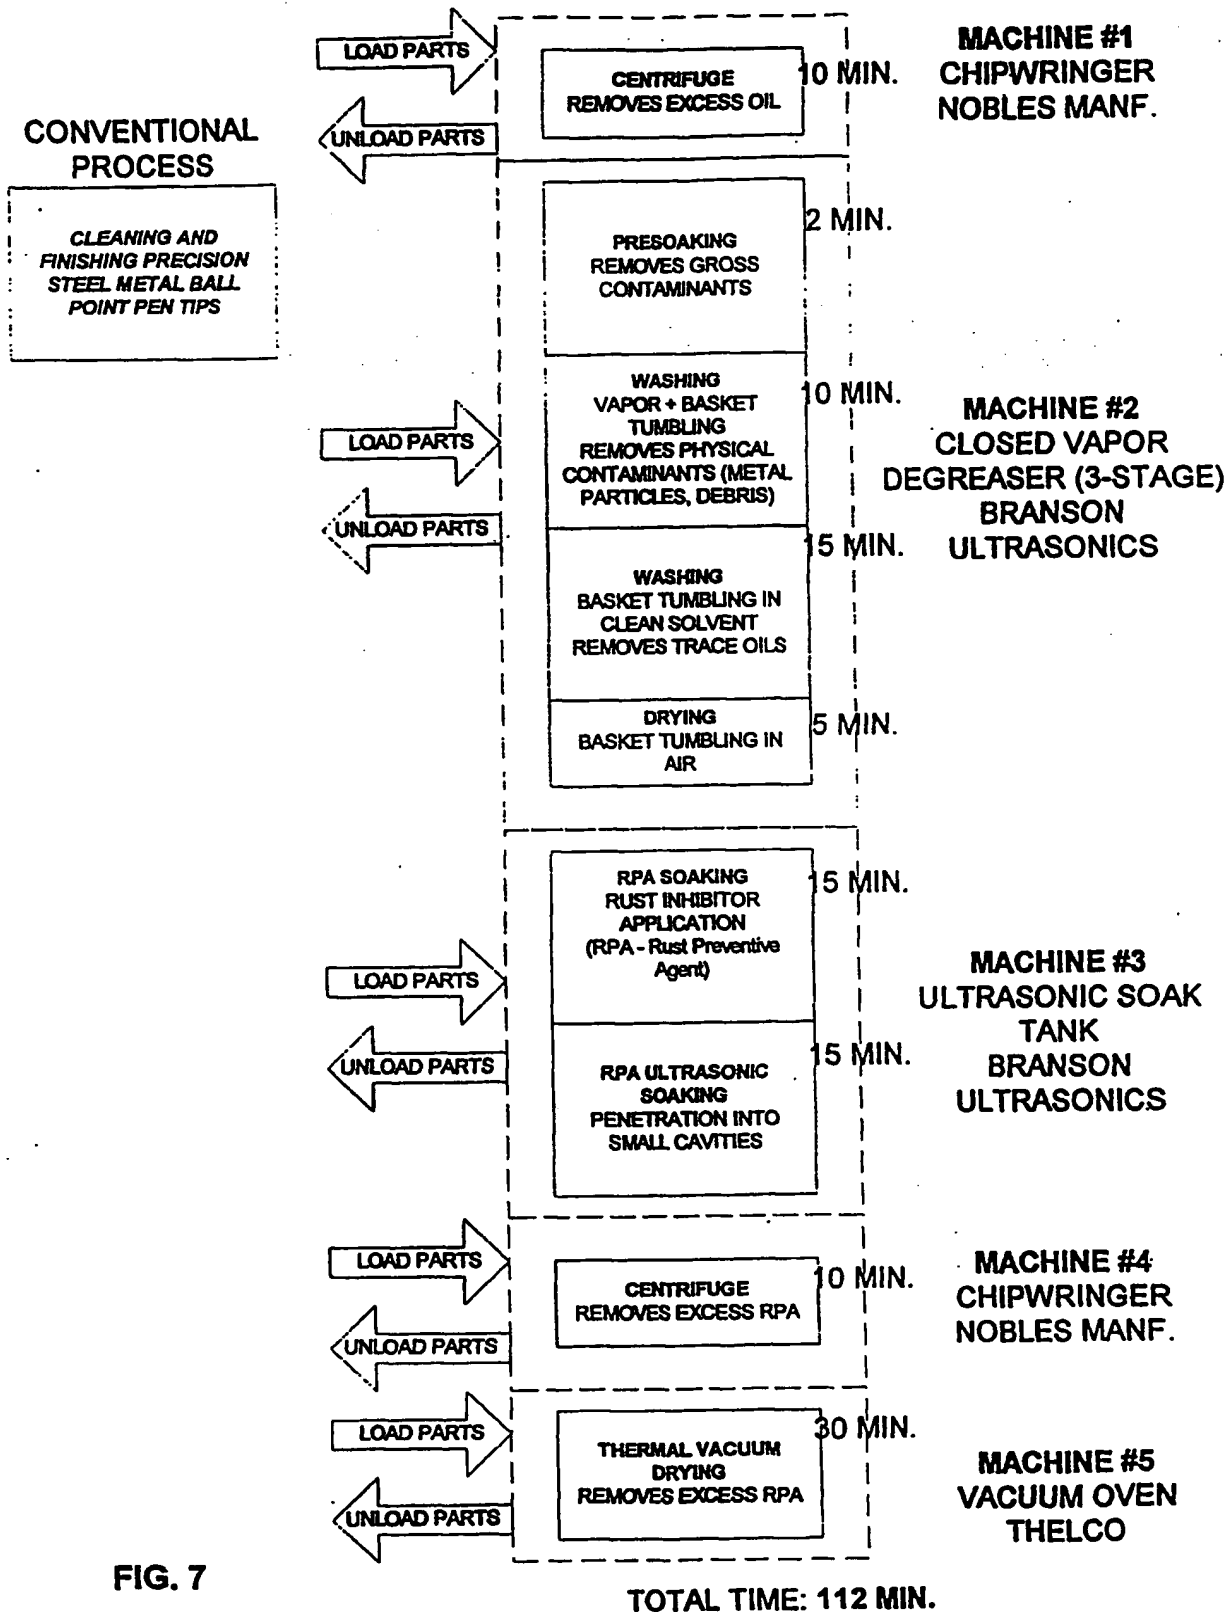 LOAD PARTS
CENTRIFUGE
REMOVES EXCESS OIL
10 MIN.
MACHINE #1
CHIPWRINGER
NOBLES MANF.
UNLOAD PARTS
CONVENTIONAL
PROCESS
CLEANING AND
FINISHING PRECISION
STEEL METAL BALL
POINT PEN TIPS
PRESOAKING
REMOVES GROSS
CONTAMINANTS
2 MIN.
WASHING
VAPOR + BASKET
TUMBLING
REMOVES PHYSICAL
CONTAMINANTS (METAL
PARTICLES, DEBRIS)
10 MIN.
LOAD PARTS
UNLOAD PARTS
MACHINE #2
CLOSED VAPOR
DEGREASER (3-STAGE)
BRANSON
ULTRASONICS
WASHING
BASKET TUMBLING IN
CLEAN SOLVENT
REMOVES TRACE OILS
15 MIN.
DRYING
BASKET TUMBLING IN
AIR
5 MIN.
RPA SOAKING
RUST INHIBITOR
APPLICATION
(RPA - Rust Preventive
Agent)
15 MIN.
LOAD PARTS
UNLOAD PARTS
MACHINE #3
ULTRASONIC SOAK
TANK
BRANSON
ULTRASONICS
RPA ULTRASONIC
SOAKING
PENETRATION INTO
SMALL CAVITIES
15 MIN.
LOAD PARTS
UNLOAD PARTS
CENTRIFUGE
REMOVES EXCESS RPA
10 MIN.
MACHINE #4
CHIPWRINGER
NOBLES MANF.
LOAD PARTS
UNLOAD PARTS
THERMAL VACUUM
DRYING
REMOVES EXCESS RPA
30 MIN.
MACHINE #5
VACUUM OVEN
THELCO
FIG. 7
TOTAL TIME: 112 MIN.